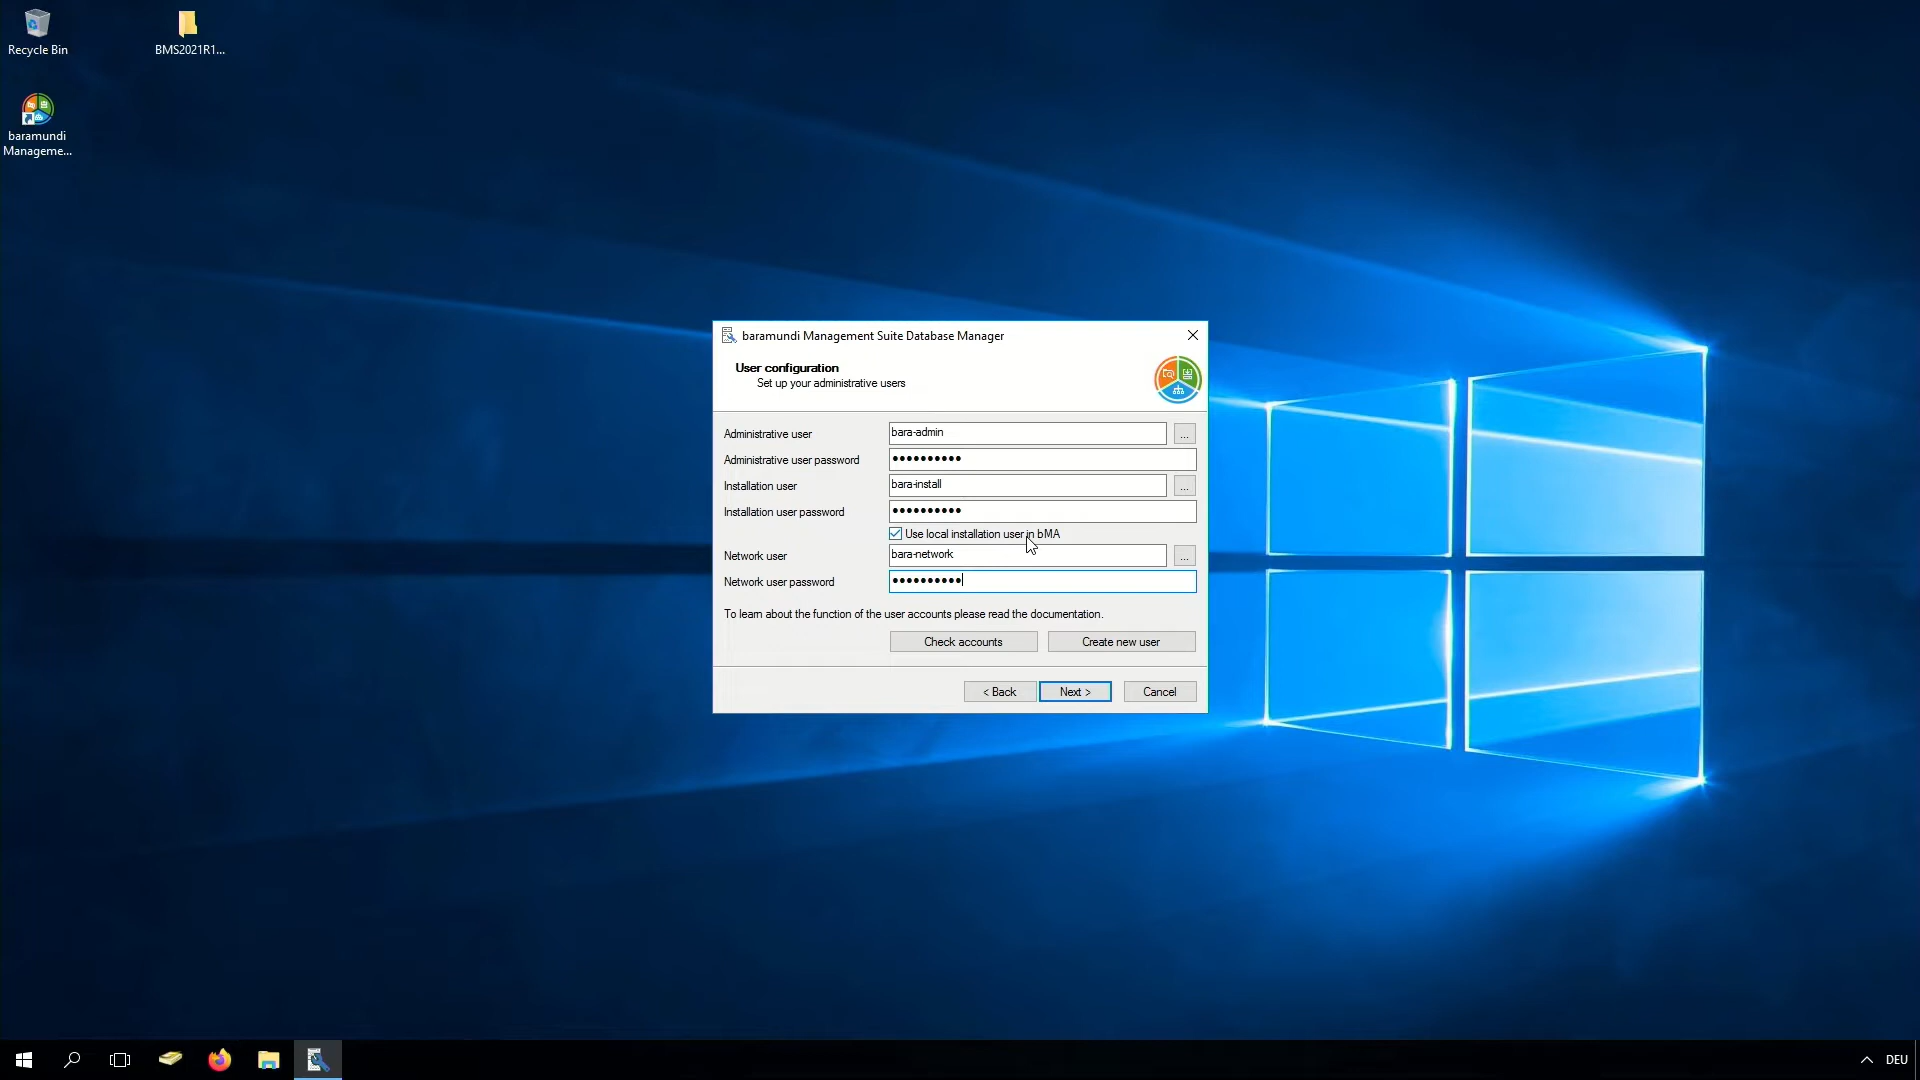 Recycle Bin
BMS2021R1...
baramundi
Manageme...
baramundi Management Suite Database Manager
User configuration
Set up your administrative users
Administrative user
bara-admin
...
Administrative user password
••••••••••
Installation user
bara-install
...
Installation user password
••••••••••
Use local installation user in bMA
Network user
bara-network
...
Network user password
••••••••••
To learn about the function of the user accounts please read the documentation.
Check accounts
Create new user
< Back
Next >
Cancel
DEU